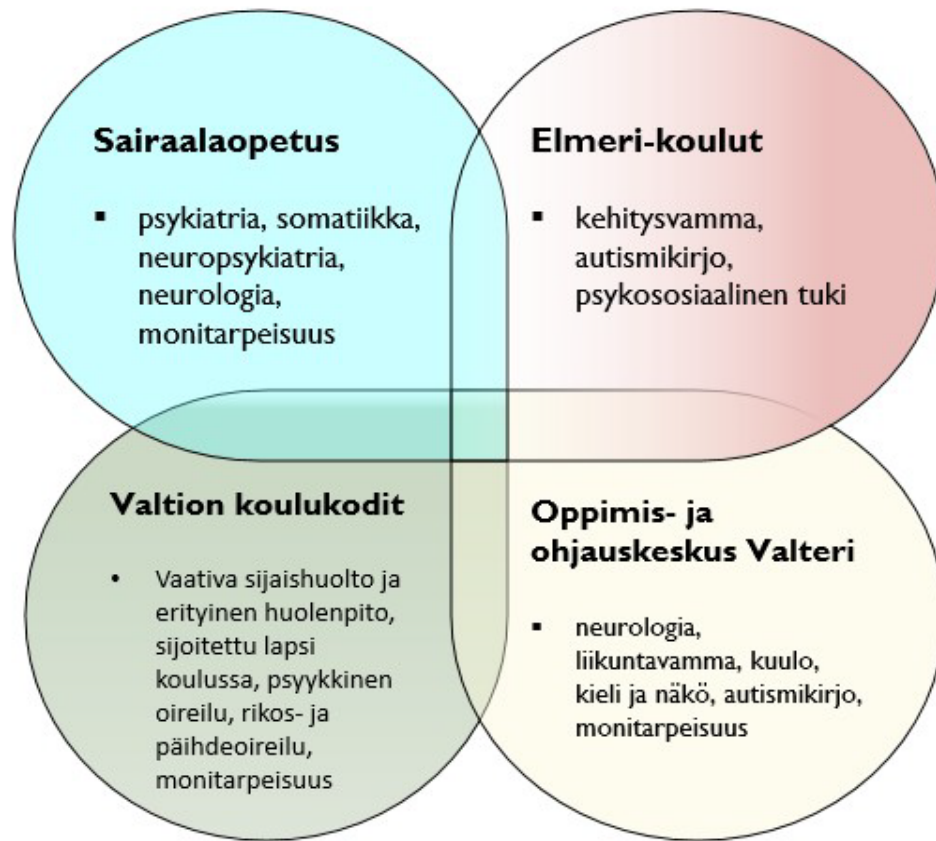 Sairaalaopetus
▪ psykiatria, somatiikka,
neuropsykiatria,
neurologia,
monitarpeisuus
Elmeri-koulut
▪ kehitysvamma,
autismikirjo,
psykososiaalinen tuki
Valtion koulukodit
• Vaativa sijaishuolto ja
erityinen huolenpito,
sijoitettu lapsi
koulussa, psyykkinen
oireilu, rikos- ja
päihdeoireilu,
monitarpeisuus
Oppimis- ja
ohjauskeskus Valteri
▪ neurologia,
liikuntavamma, kuulo,
kieli ja näkö, autismikirjo,
monitarpeisuus